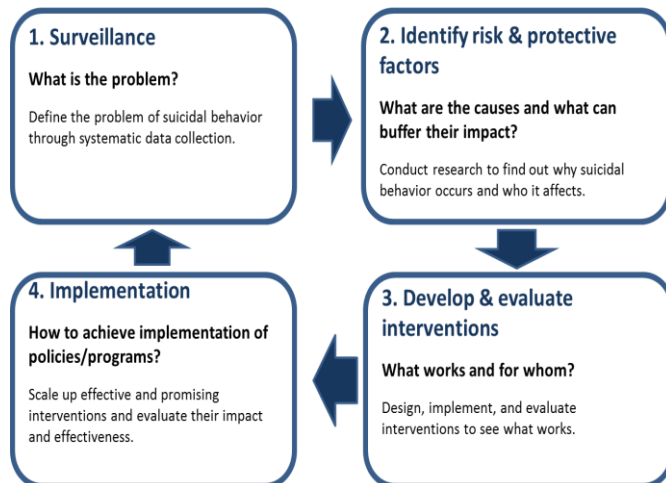 1. Surveillance
What is the problem?
Define the problem of suicidal behavior
through systematic data collection.
2. Identify risk & protective
factors
What are the causes and what can
buffer their impact?
Conduct research to find out why suicidal
behavior occurs and who it affects.
3. Develop & evaluate
interventions
What works and for whom?
Design, implement, and evaluate
interventions to see what works.
4. Implementation
How to achieve implementation of
policies/programs?
Scale up effective and promising
interventions and evaluate their impact
and effectiveness.